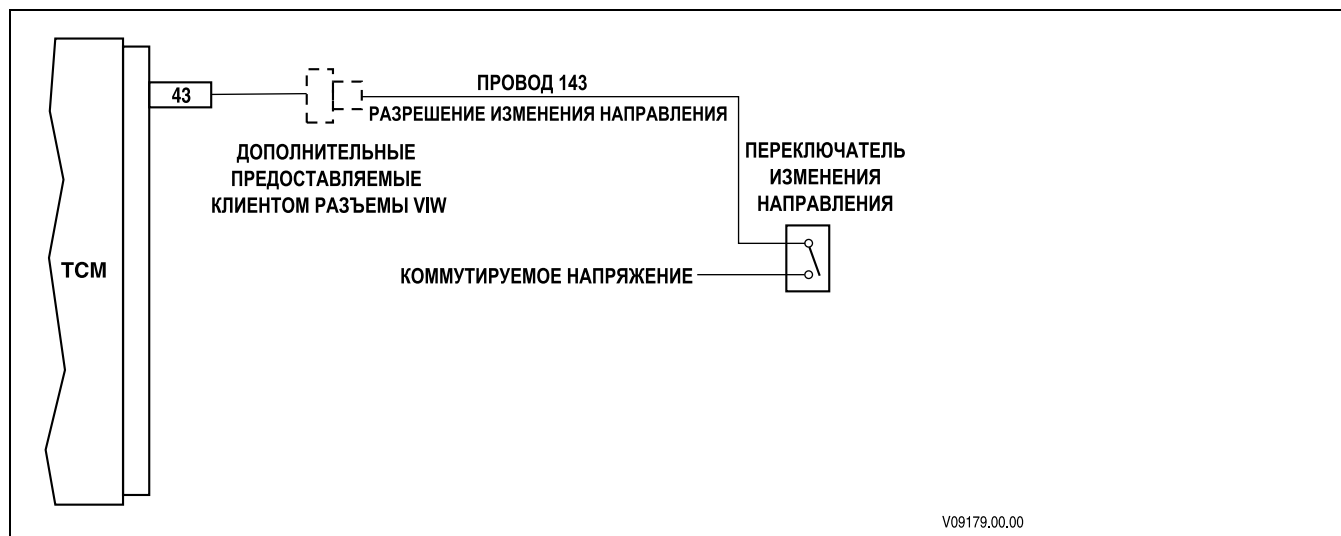 43
ПРОВОД 143
РАЗРЕШЕНИЕ ИЗМЕНЕНИЯ НАПРАВЛЕНИЯ
ДОПОЛНИТЕЛЬНЫЕ
ПРЕДОСТАВЛЯЕМЫЕ
КЛИЕНТОМ РАЗЪЕМЫ VIW
ПЕРЕКЛЮЧАТЕЛЬ
ИЗМЕНЕНИЯ
НАПРАВЛЕНИЯ
TCM
КОММУТИРУЕМОЕ НАПРЯЖЕНИЕ
V09179.00.00